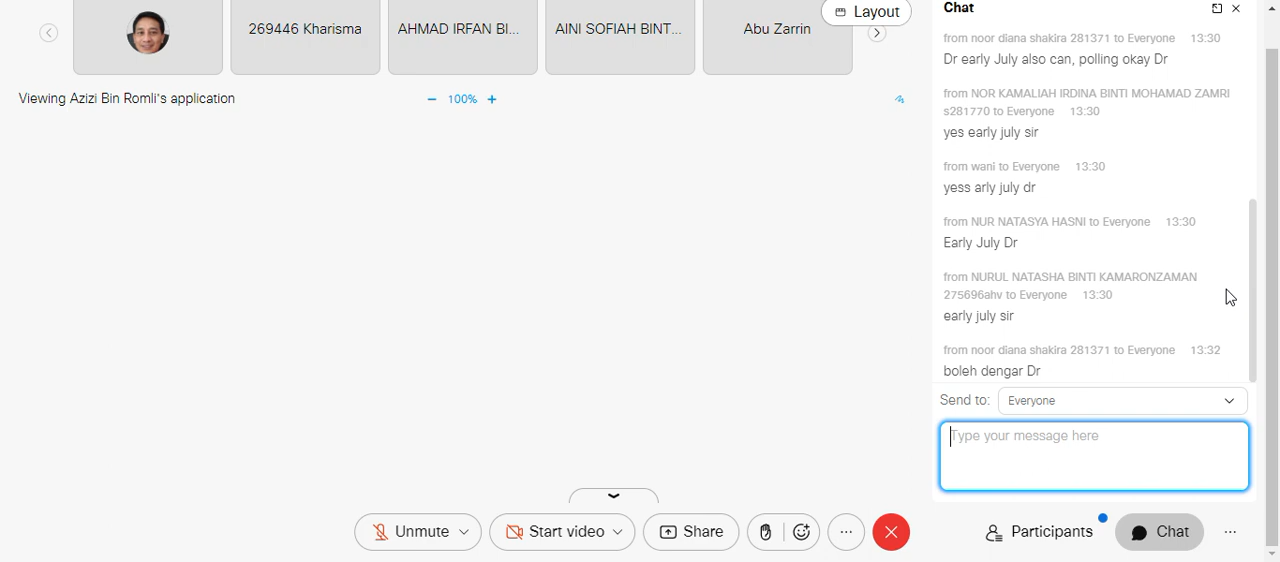 Layout
Chat
269446 Kharisma
AHMAD IRFAN BI...
AINI SOFIAH BINT...
Abu Zarrin
Viewing Azizi Bin Romli's application
100%
from noor diana shakira 281371 to Everyone 13:30
Dr early July also can, polling okay Dr
from NOR KAMALIAH IRDINA BINTI MOHAMAD ZAMRI
s281770 to Everyone 13:30
yes early july sir
from wani to Everyone 13:30
yess arly july dr
from NUR NATASYA HASNI to Everyone 13:30
Early July Dr
from NURUL NATASHA BINTI KAMARONZAMAN
275696ahv to Everyone 13:30
early july sir
from noor diana shakira 281371 to Everyone 13:32
boleh dengar Dr
Send to: Everyone
Type your message here
Unmute
Start video
Share
Participants
Chat